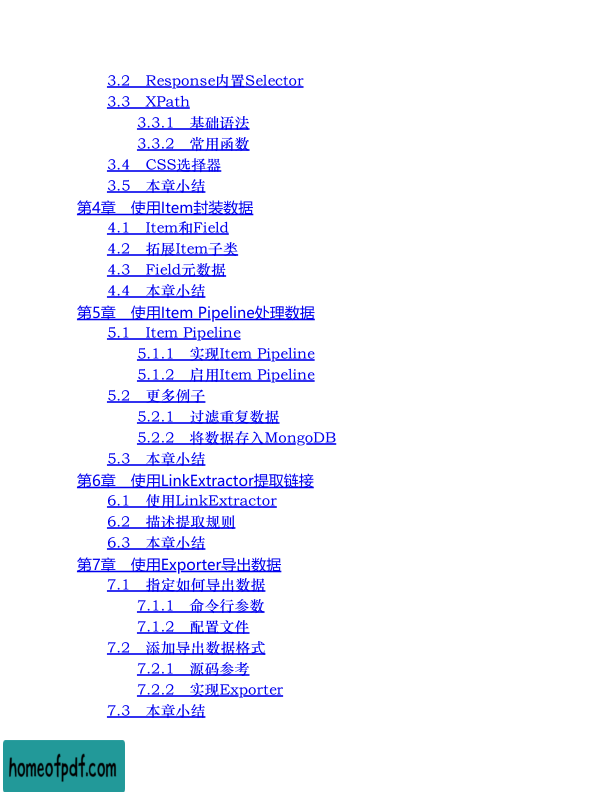 3.2 Response内置Selector
3.3 XPath
3.3.1 基础语法
3.3.2 常用函数
3.4 CSS选择器
3.5 本章小结
第4章 使用Item封装数据
4.1 Item和Field
4.2 拓展Item子类
4.3 Field元数据
4.4 本章小结
第5章 使用Item Pipeline处理数据
5.1 Item Pipeline
5.1.1 实现Item Pipeline
5.1.2 启用Item Pipeline
5.2 更多例子
5.2.1 过滤重复数据
5.2.2 将数据存入MongoDB
5.3 本章小结
第6章 使用LinkExtractor提取链接
6.1 使用LinkExtractor
6.2 描述提取规则
6.3 本章小结
第7章 使用Exporter导出数据
7.1 指定如何导出数据
7.1.1 命令行参数
7.1.2 配置文件
7.2 添加导出数据格式
7.2.1 源码参考
7.2.2 实现Exporter
7.3 本章小结
homeofpdf.com